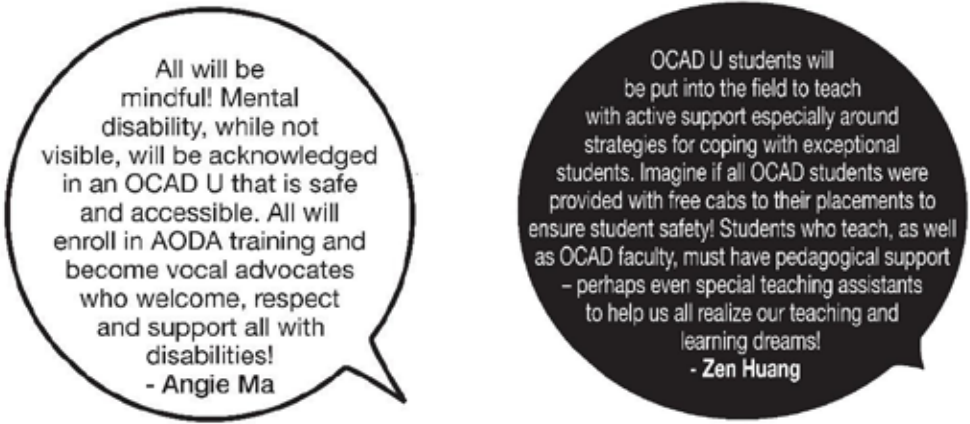 All will be
mindful! Mental
disability, while not
visible, will be acknowledged
in an OCAD U that is safe
and accessible. All will
enroll in AODA training and
become vocal advocates
who welcome, respect
and support all with
disabilities!
- Angie Ma
OCAD U students will
be put into the field to teach
with active support especially around
strategies for coping with exceptional
students. Imagine if all OCAD students were
provided with free cabs to their placements to
ensure student safety! Students who teach, as well
as OCAD faculty, must have pedagogical support
– perhaps even special teaching assistants
to help us all realize our teaching and
learning dreams!
- Zen Huang